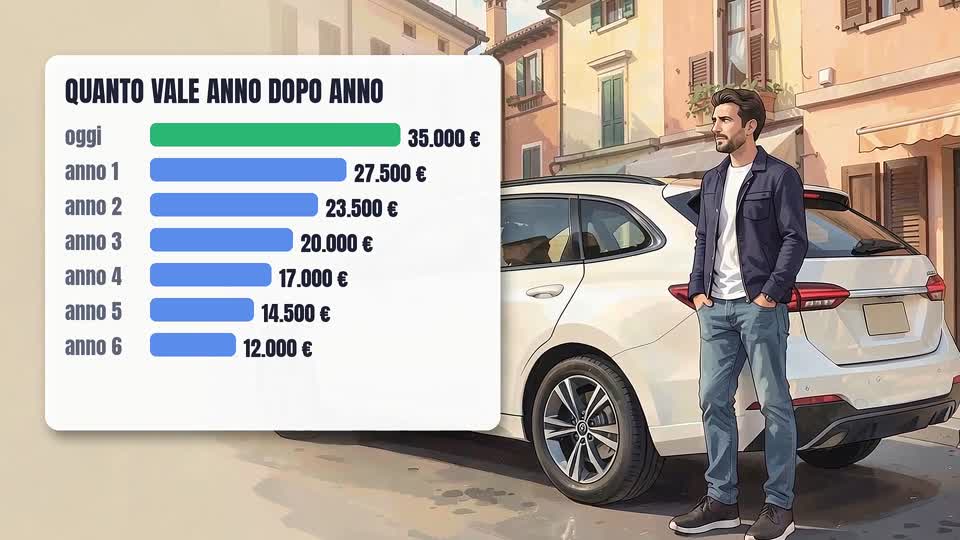 QUANTO VALE ANNO DOPO ANNO
oggi 35.000 €
anno 1 27.500 €
anno 2 23.500 €
anno 3 20.000 €
anno 4 17.000 €
anno 5 14.500 €
anno 6 12.000 €